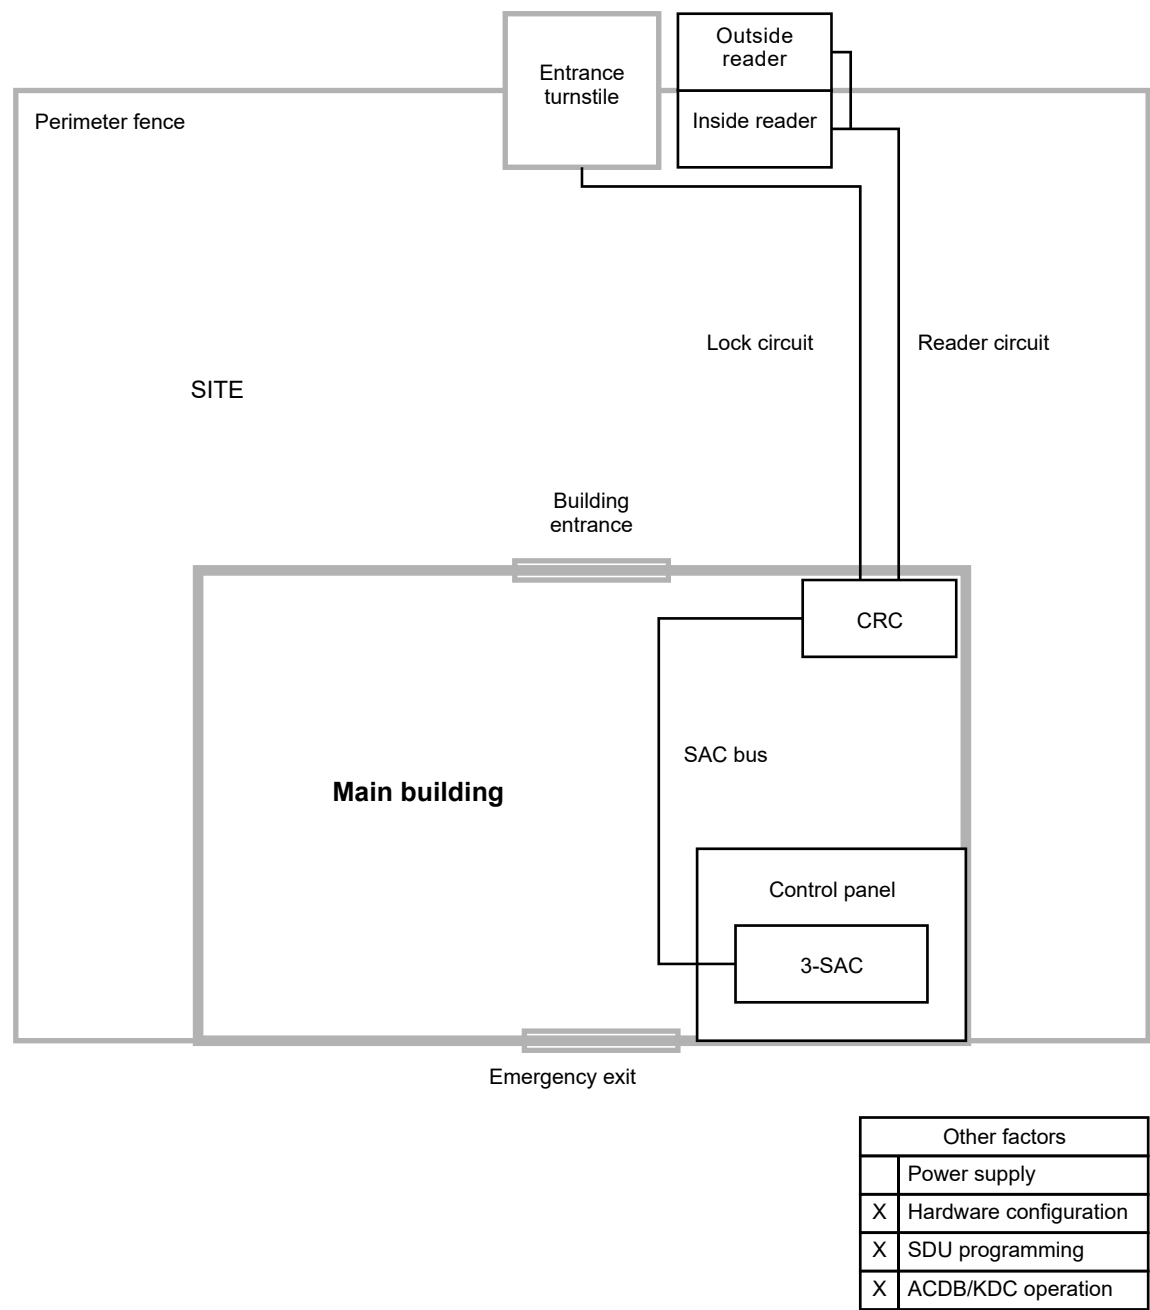 Outside
reader
Entrance
turnstile
Perimeter fence
Inside reader
Lock circuit
Reader circuit
SITE
Building
entrance
CRC
SAC bus
Main building
Control panel
3-SAC
Emergency exit
Other factors
Power supply
X Hardware configuration
X SDU programming
X ACDB/KDC operation